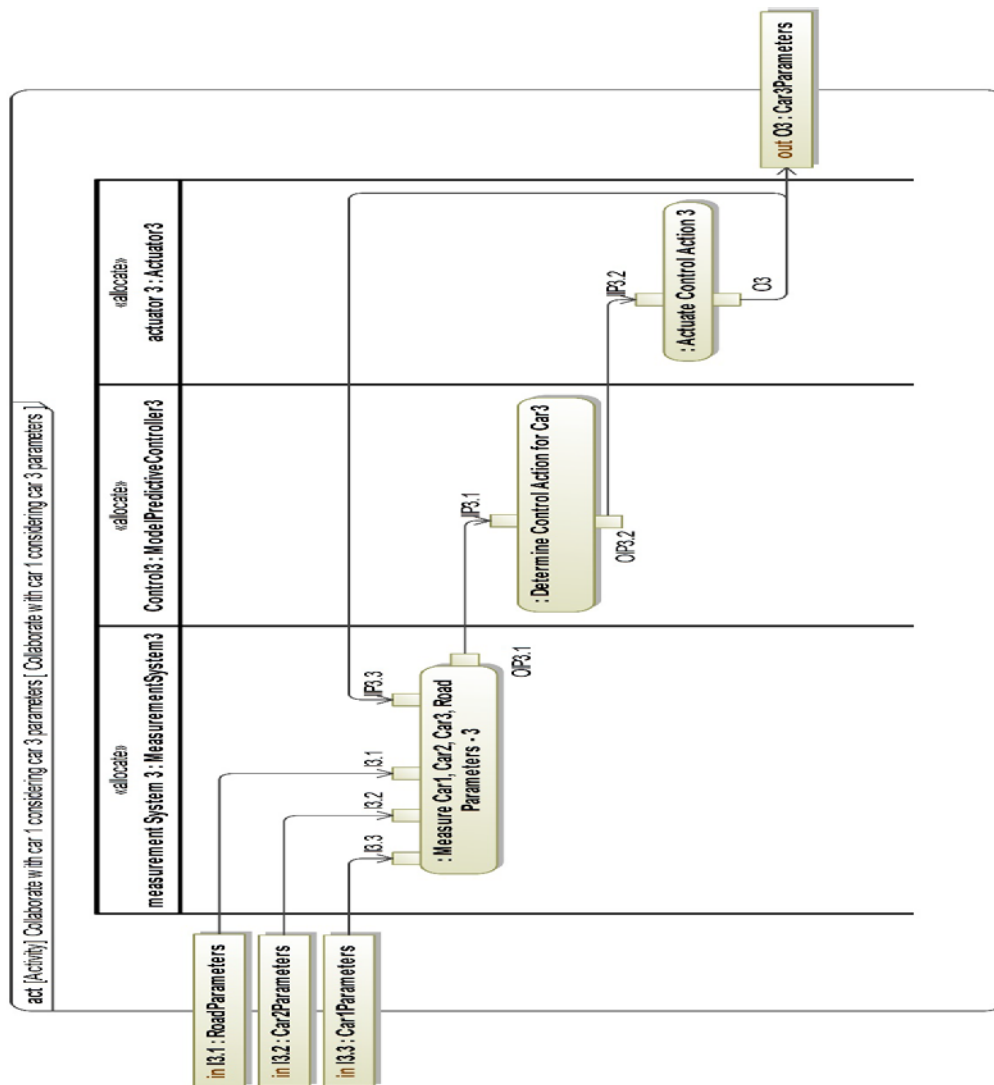 act [Activity] Collaborate with car 1 considering car 3 parameters [ Collaborate with car 1 considering car 3 parameters ]
«allocate»
measurement System 3 : MeasurementSystem3
«allocate»
Control3 : ModelPredictiveController3
«allocate»
actuator 3 : Actuator3
in I3.1 : RoadParameters
in I3.2 : Car2Parameters
in I3.3 : Car1Parameters
I3.3
I3.2
I3.1
IP3.3
: Measure Car1, Car2, Car3, Road
Parameters - 3
OIP3.1
IP3.1
: Determine Control Action for Car3
OIP3.2
IP3.2
: Actuate Control Action 3
O3
out O3 : Car3Parameters